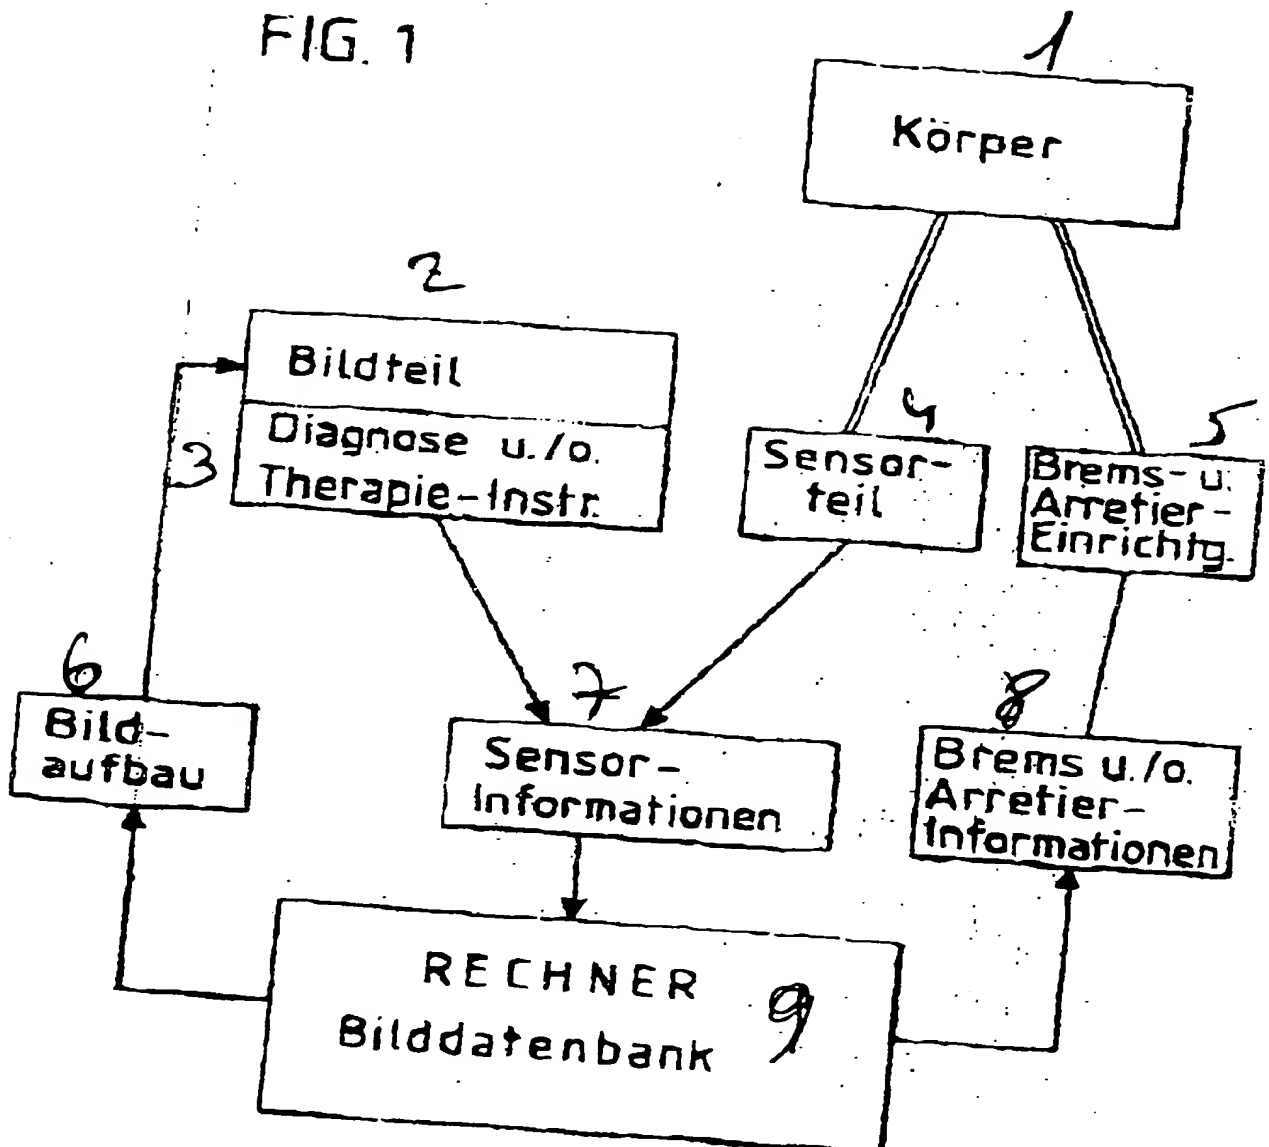 FIG. 1
1
Körper
2
Bildteil
Diagnose u./o.
Therapie-Instr.
3
4
Sensor-
teil
5
Brems- u.
Arretier-
Einrichtg.
6
Bild-
aufbau
7
Sensor-
Informationen
8
Brems u./o.
Arretier-
Informationen
RECHNER
Bilddatenbank
9